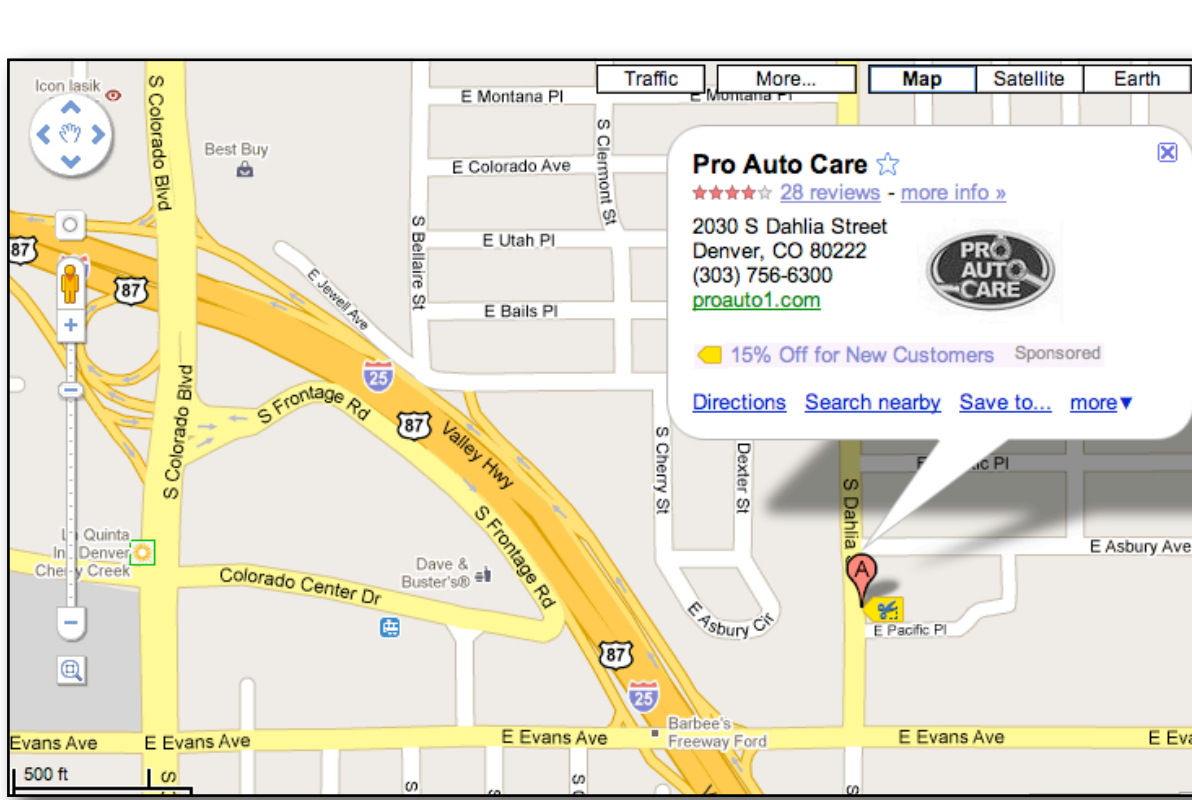 Traffic
More...
Map
Satellite
Earth
Icon lasik
S Colorado Blvd
E Montana Pl
E Montana Pl
Best Buy
E Colorado Ave
S Clermont St
Pro Auto Care
28 reviews - more info »
2030 S Dahlia Street
Denver, CO 80222
(303) 756-6300
proauto1.com
PRO
AUTO
CARE
15% Off for New Customers Sponsored
Directions Search nearby Save to... more▼
87
87
S Bellaire St
E Utah Pl
E Jewell Ave
E Bails Pl
25
S Colorado Blvd
S Frontage Rd
87
Valley Hwy
S Cherry St
Dexter St
S Dahlia
ic Pl
S Frontage Rd
La Quinta
Inn Denver
Cherry Creek
Colorado Center Dr
Dave &
Buster's®
E Asbury Ave
A
E Asbury Cir
E Pacific Pl
87
25
Barbee's
Freeway Ford
Evans Ave
E Evans Ave
E Evans Ave
E Evans Ave
E Eva
500 ft
S
S
S
S